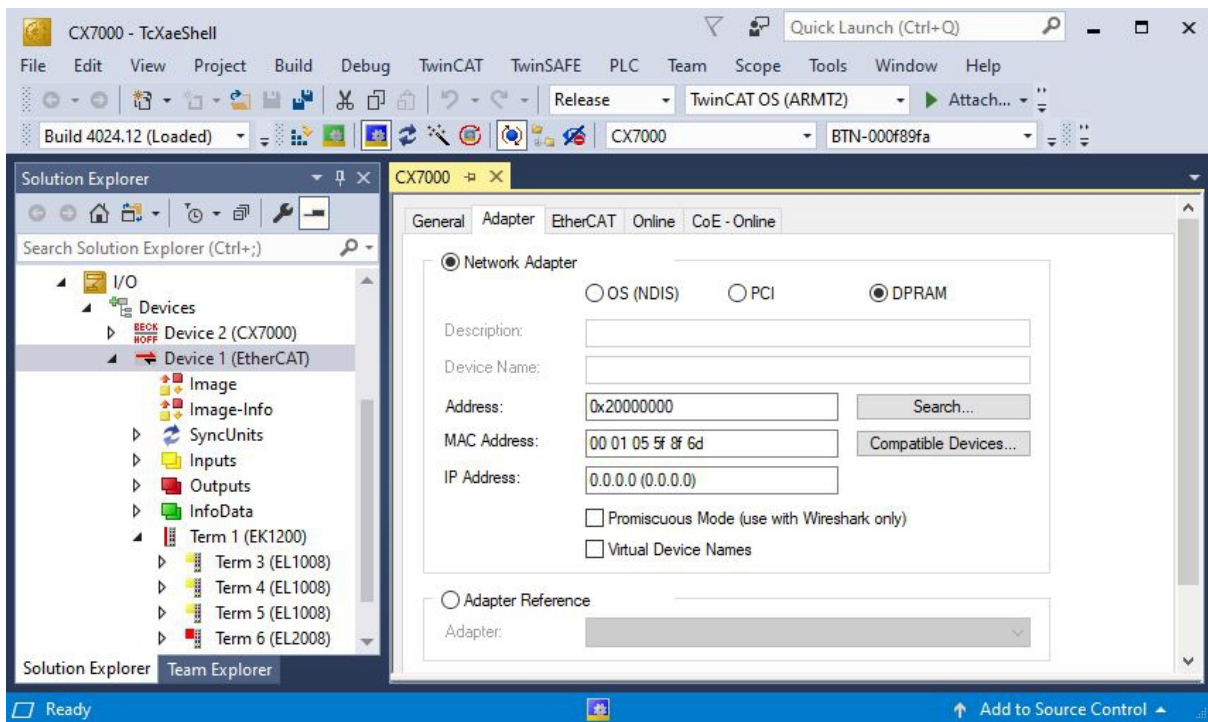 CX7000 - TcXaeShell
Quick Launch (Ctrl+Q)
File Edit View Project Build Debug TwinCAT TwinSAFE PLC Team Scope Tools Window Help
Release TwinCAT OS (ARMT2) Attach...
Build 4024.12 (Loaded) CX7000 BTN-000f89fa
Solution Explorer
Search Solution Explorer (Ctrl+;)
I/O
Devices
BECK
HOFF
Device 2 (CX7000)
Device 1 (EtherCAT)
Image
Image-Info
SyncUnits
Inputs
Outputs
InfoData
Term 1 (EK1200)
Term 3 (EL1008)
Term 4 (EL1008)
Term 5 (EL1008)
Term 6 (EL2008)
Solution Explorer Team Explorer
CX7000
General Adapter EtherCAT Online CoE - Online
Network Adapter
OS (NDIS) PCI DPRAM
Description:
Device Name:
Address: 0x20000000 Search...
MAC Address: 00 01 05 5f 8f 6d Compatible Devices...
IP Address: 0.0.0.0 (0.0.0.0)
Promiscuous Mode (use with Wireshark only)
Virtual Device Names
Adapter Reference
Adapter:
Ready Add to Source Control